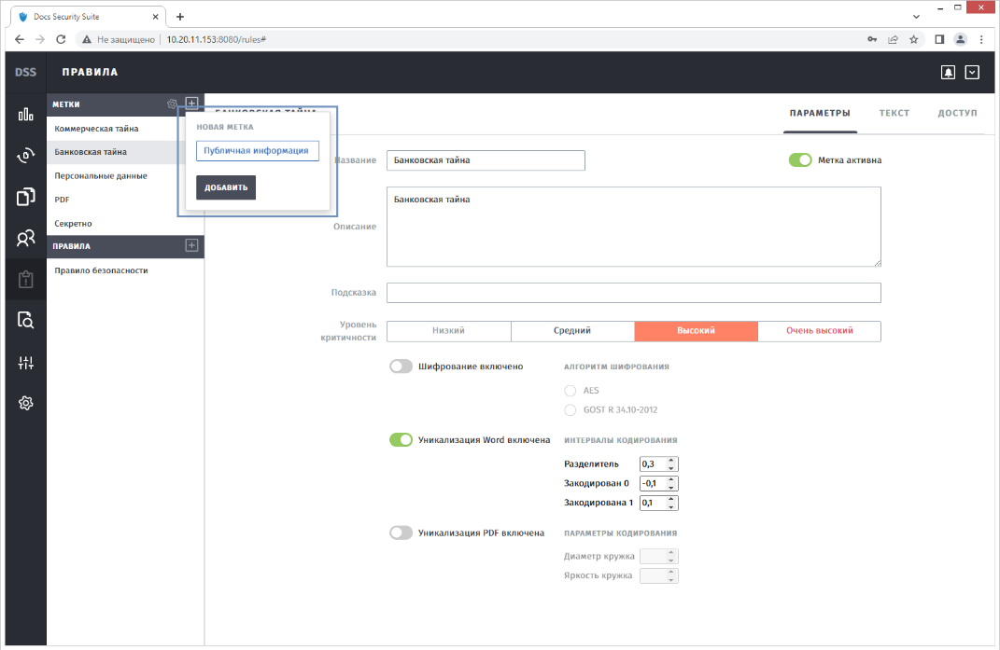 Docs Security Suite
Не защищено
10.20.11.153:8080/rules#
DSS
ПРАВИЛА
МЕТКИ
Коммерческая тайна
Банковская тайна
Персональные данные
PDF
Секретно
ПРАВИЛА
Правило безопасности
БАНКОВСКАЯ ТАЙНА
НОВАЯ МЕТКА
Публичная информация
ДОБАВИТЬ
ПАРАМЕТРЫ
ТЕКСТ
ДОСТУП
Название
Банковская тайна
Метка активна
Описание
Банковская тайна
Подсказка
Уровень
критичности
Низкий
Средний
Высокий
Очень высокий
Шифрование включено
АЛГОРИТМ ШИФРОВАНИЯ
AES
GOST R 34.10-2012
Уникализация Word включена
ИНТЕРВАЛЫ КОДИРОВАНИЯ
Разделитель
0,3
Закодирован 0
-0,1
Закодирована 1
0,1
Уникализация PDF включена
ПАРАМЕТРЫ КОДИРОВАНИЯ
Диаметр кружка
Яркость кружка